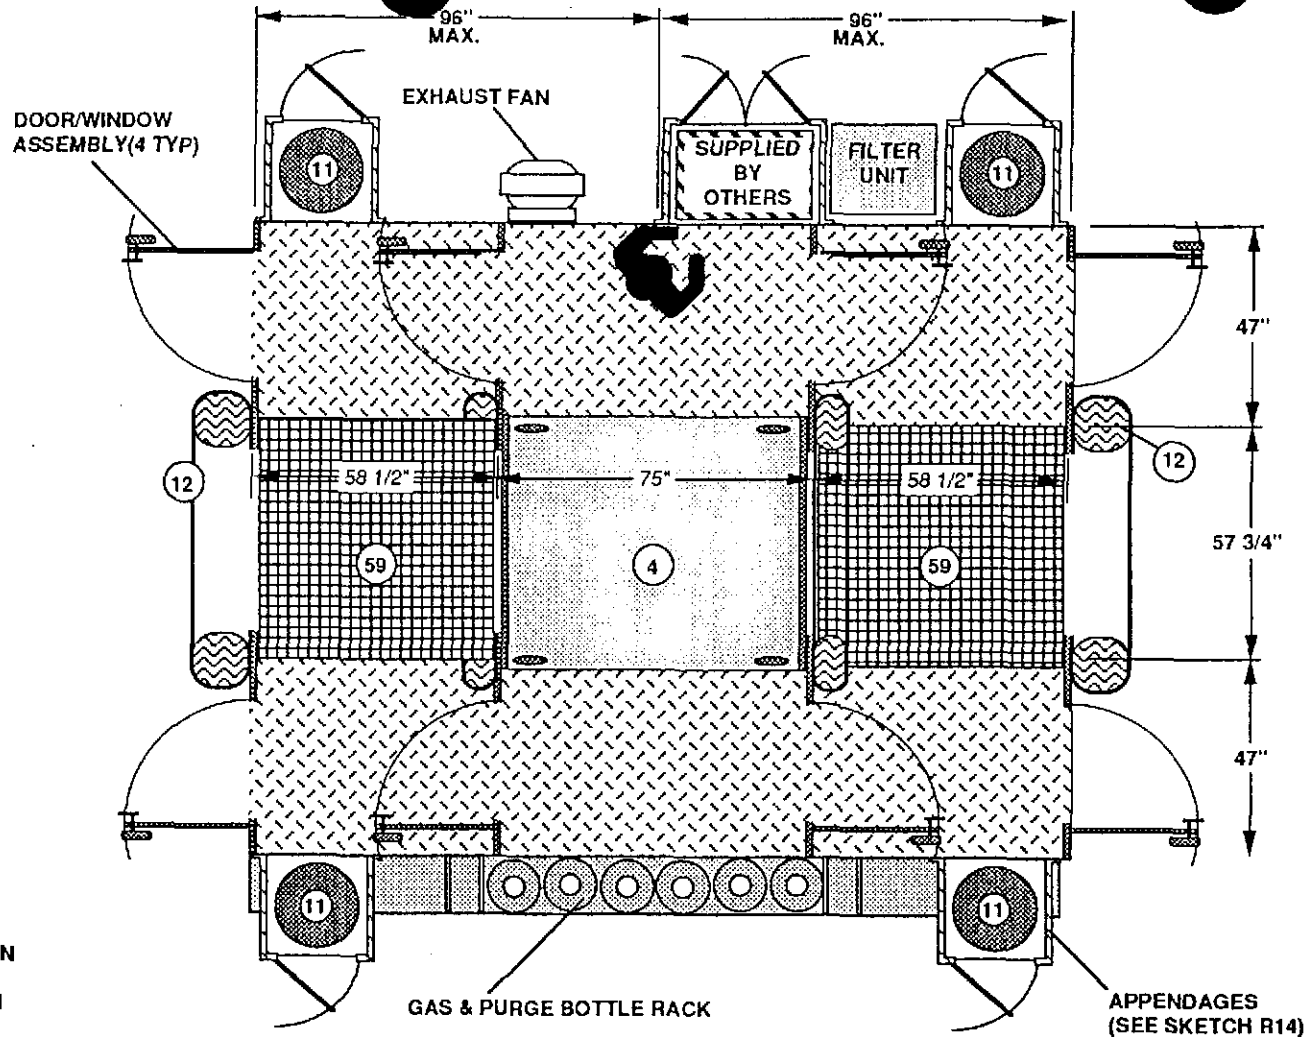 96"
MAX.
96"
MAX.
EXHAUST FAN
DOOR/WINDOW
ASSEMBLY(4 TYP)
11
SUPPLIED
BY
OTHERS
FILTER
UNIT
11
47"
12
58 1/2"
75"
58 1/2"
12
57 3/4"
59
4
59
47"
11
11
GAS & PURGE BOTTLE RACK
APPENDAGES
(SEE SKETCH R14)